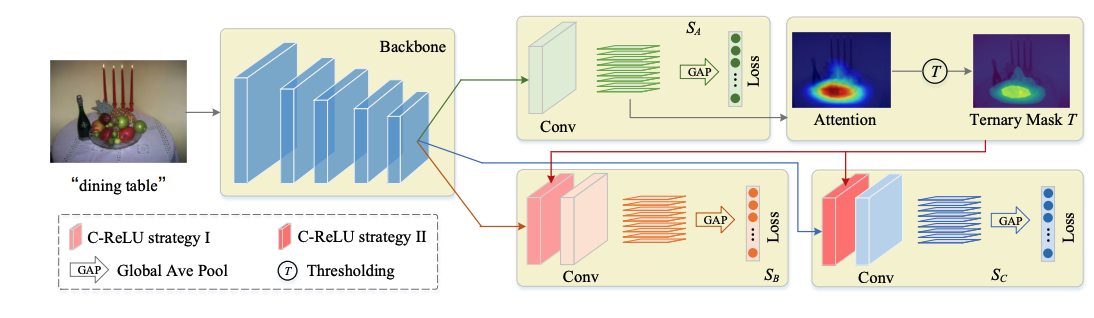 Backbone
"dining table"
S_A
GAP
Loss
Conv
Attention
T
Ternary Mask T
GAP
Loss
Conv
S_B
GAP
Loss
Conv
S_C
C-ReLU strategy I
C-ReLU strategy II
GAP Global Ave Pool
T Thresholding